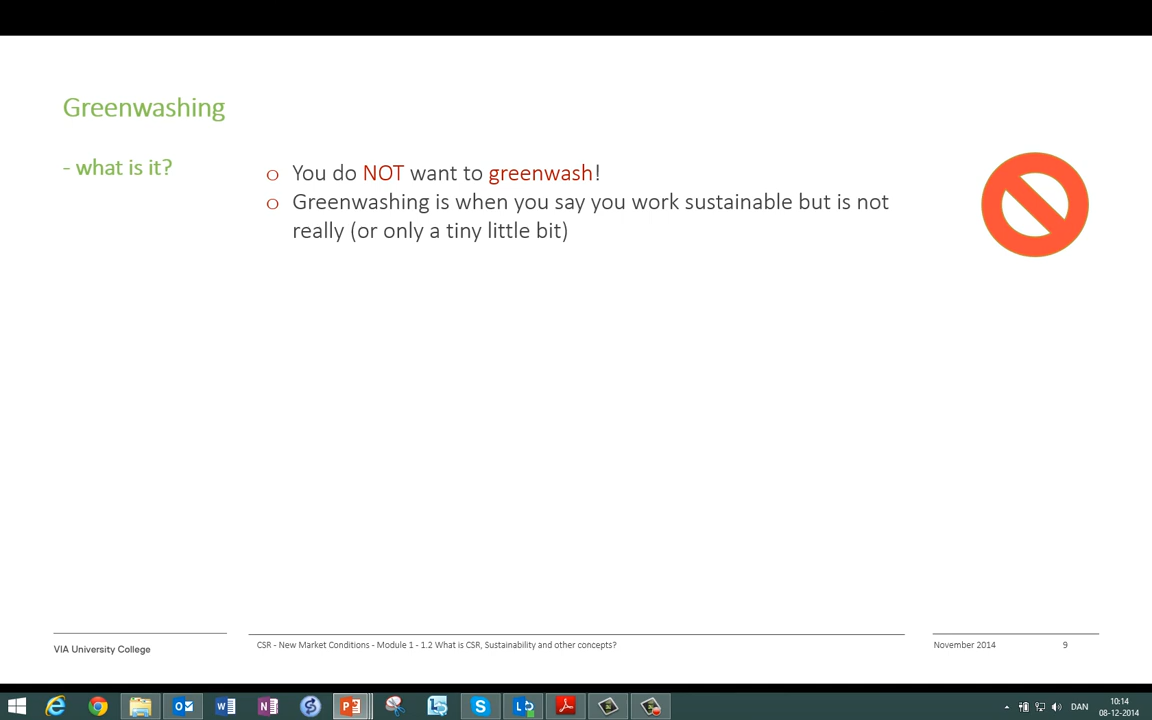 Greenwashing
- what is it?
o You do NOT want to greenwash!
o Greenwashing is when you say you work sustainable but is not
really (or only a tiny little bit)
VIA University College
CSR - New Market Conditions - Module 1 - 1.2 What is CSR, Sustainability and other concepts?
November 2014
9
DAN
10:14
08-12-2014